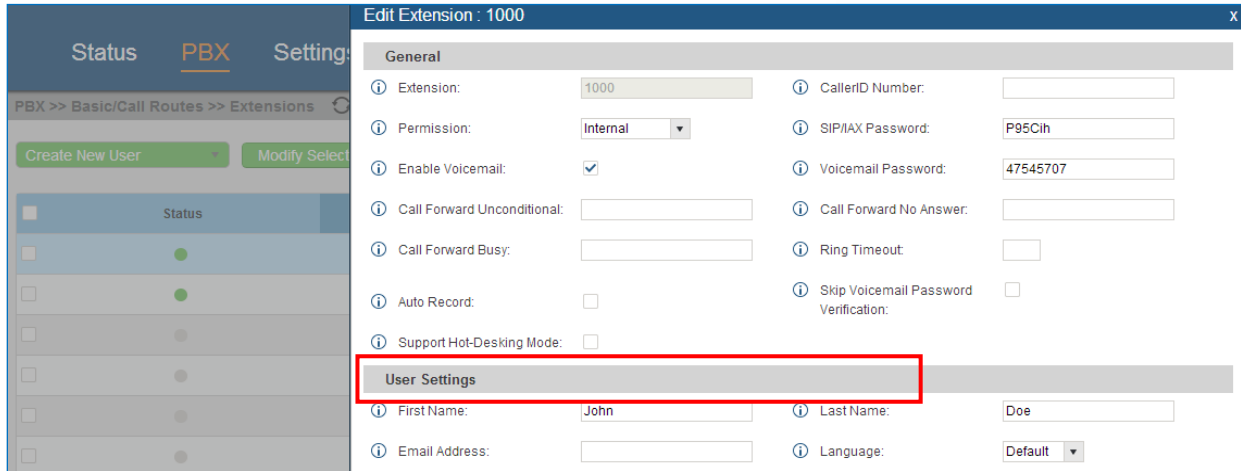 Edit Extension : 1000 X
Status PBX Settings
General
Extension: 1000 CallerID Number:
PBX >> Basic/Call Routes >> Extensions
Permission: Internal SIP/IAX Password: P95Cih
Create New User Modify Select
Enable Voicemail: Voicemail Password: 47545707
Status
Call Forward Unconditional: Call Forward No Answer:
Call Forward Busy: Ring Timeout:
Auto Record: Skip Voicemail Password
Verification:
Support Hot-Desking Mode:
User Settings
First Name: John Last Name: Doe
Email Address: Language: Default